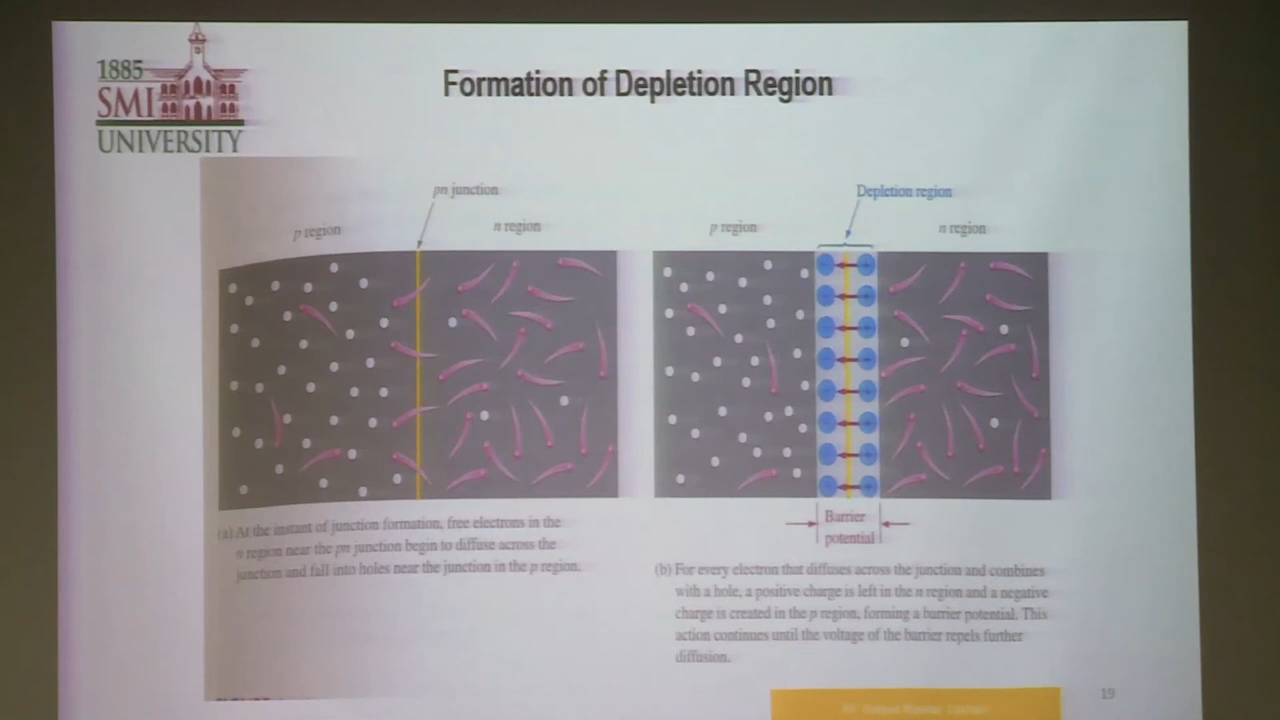 1885
SMI
UNIVERSITY
Formation of Depletion Region
pn junction
p region
n region
(a) At the instant of junction formation, free electrons in the
n region near the pn junction begin to diffuse across the
junction and fall into holes near the junction in the p region.
Depletion region
p region
n region
Barrier
potential
(b) For every electron that diffuses across the junction and combines
with a hole, a positive charge is left in the n region and a negative
charge is created in the p region, forming a barrier potential. This
action continues until the voltage of the barrier repels further
diffusion.
19